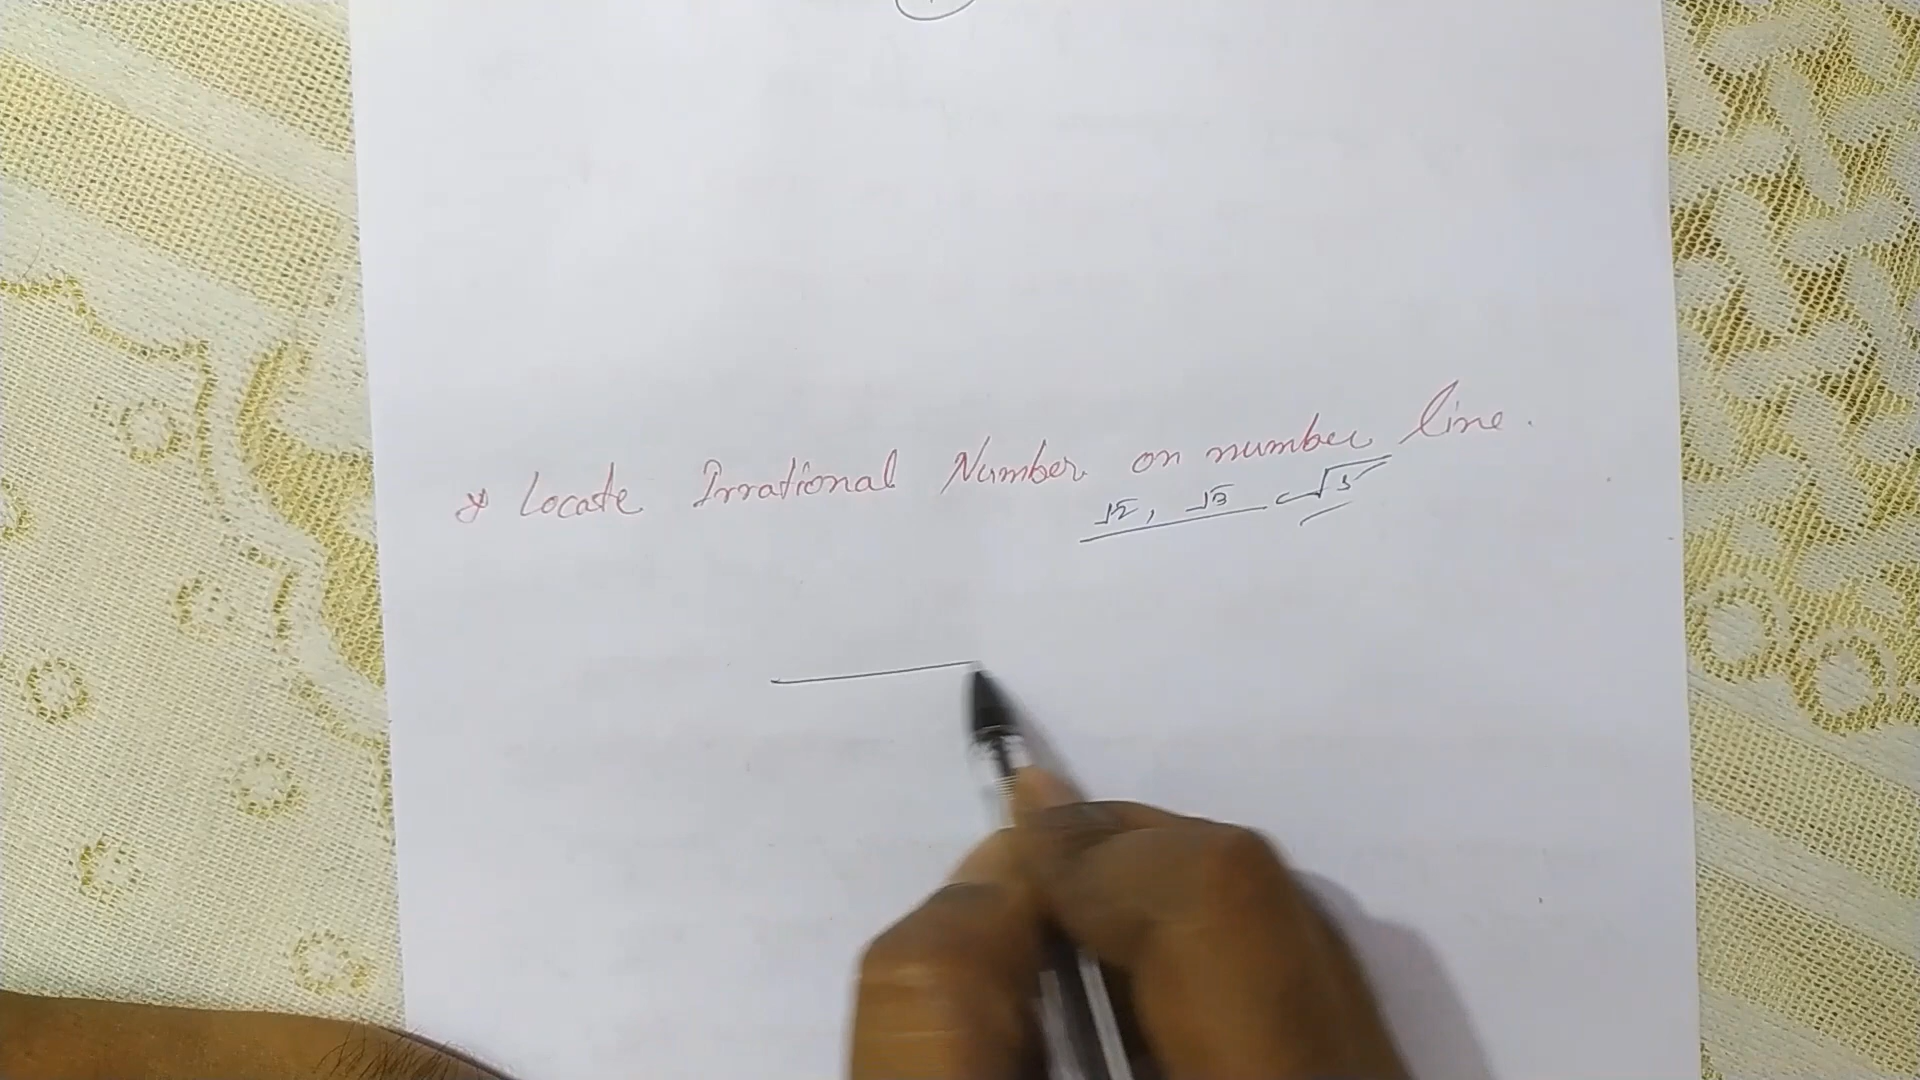 * Locate Irrational Number on number line.
√2, √3 √5